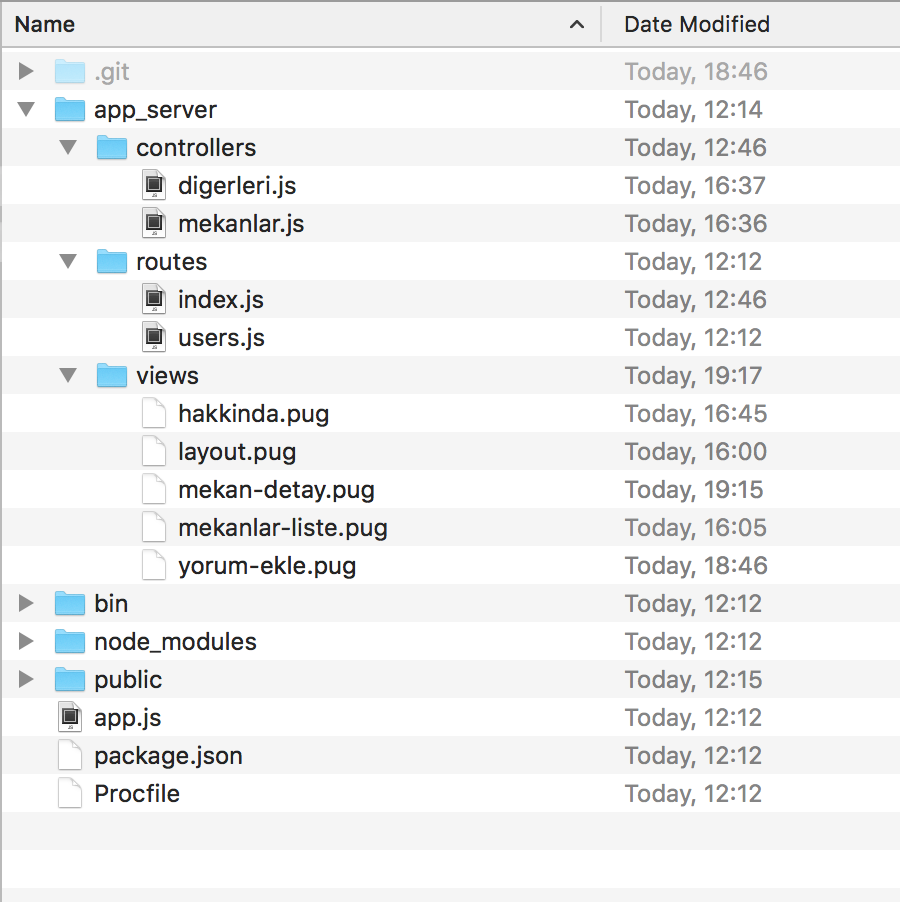 Name Date Modified
.git Today, 18:46
app_server Today, 12:14
controllers Today, 12:46
digerleri.js Today, 16:37
mekanlar.js Today, 16:36
routes Today, 12:12
index.js Today, 12:46
users.js Today, 12:12
views Today, 19:17
hakkinda.pug Today, 16:45
layout.pug Today, 16:00
mekan-detay.pug Today, 19:15
mekanlar-liste.pug Today, 16:05
yorum-ekle.pug Today, 18:46
bin Today, 12:12
node_modules Today, 12:12
public Today, 12:15
app.js Today, 12:12
package.json Today, 12:12
Procfile Today, 12:12